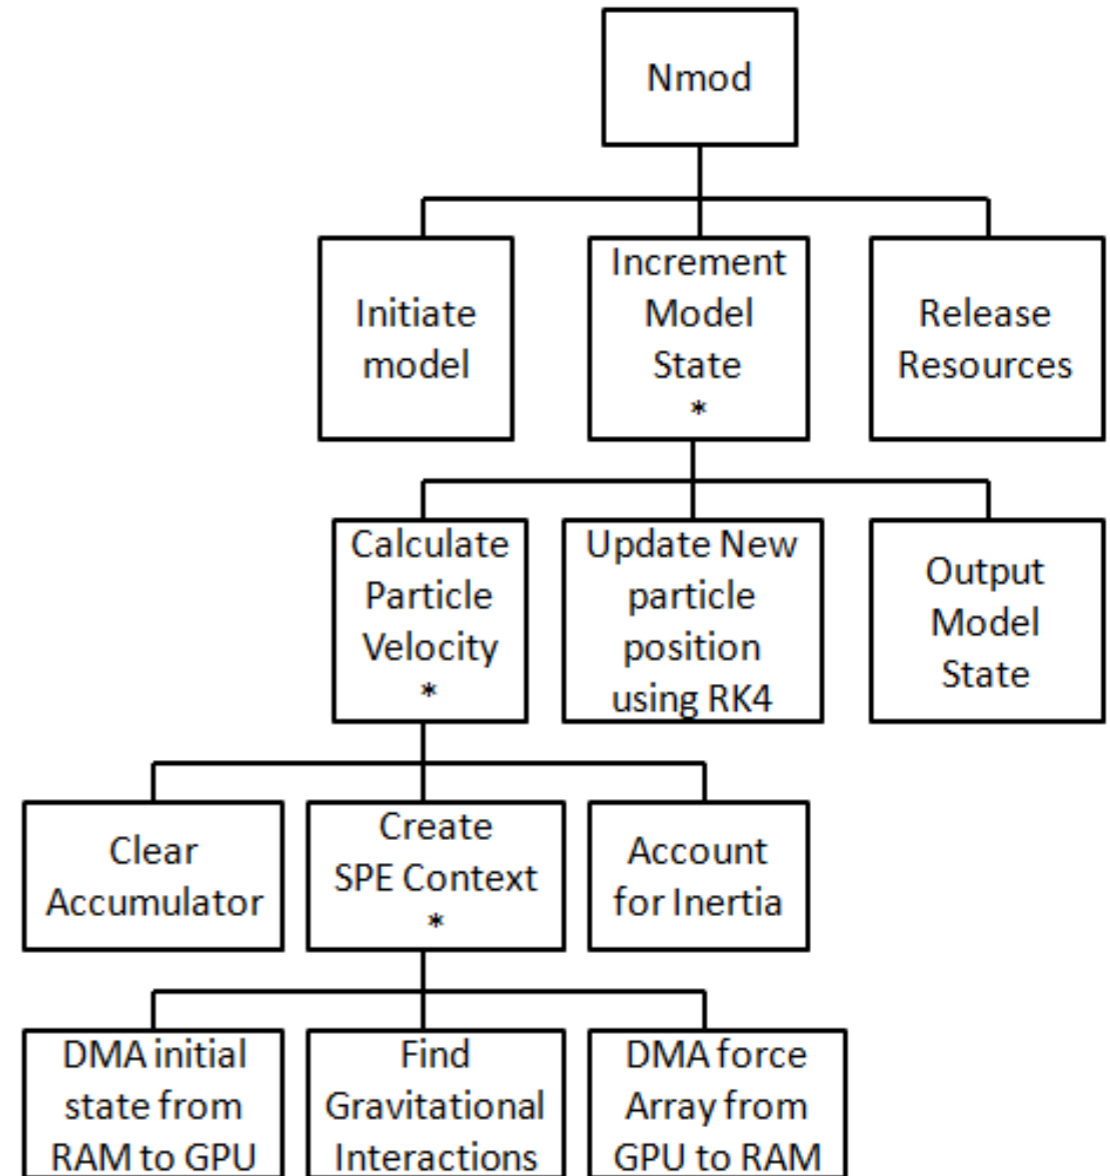 Nmod
Initiate
model
Increment
Model
State
*
Release
Resources
Calculate
Particle
Velocity
*
Update New
particle
position
using RK4
Output
Model
State
Clear
Accumulator
Create
SPE Context
*
Account
for Inertia
DMA initial
state from
RAM to GPU
Find
Gravitational
Interactions
DMA force
Array from
GPU to RAM